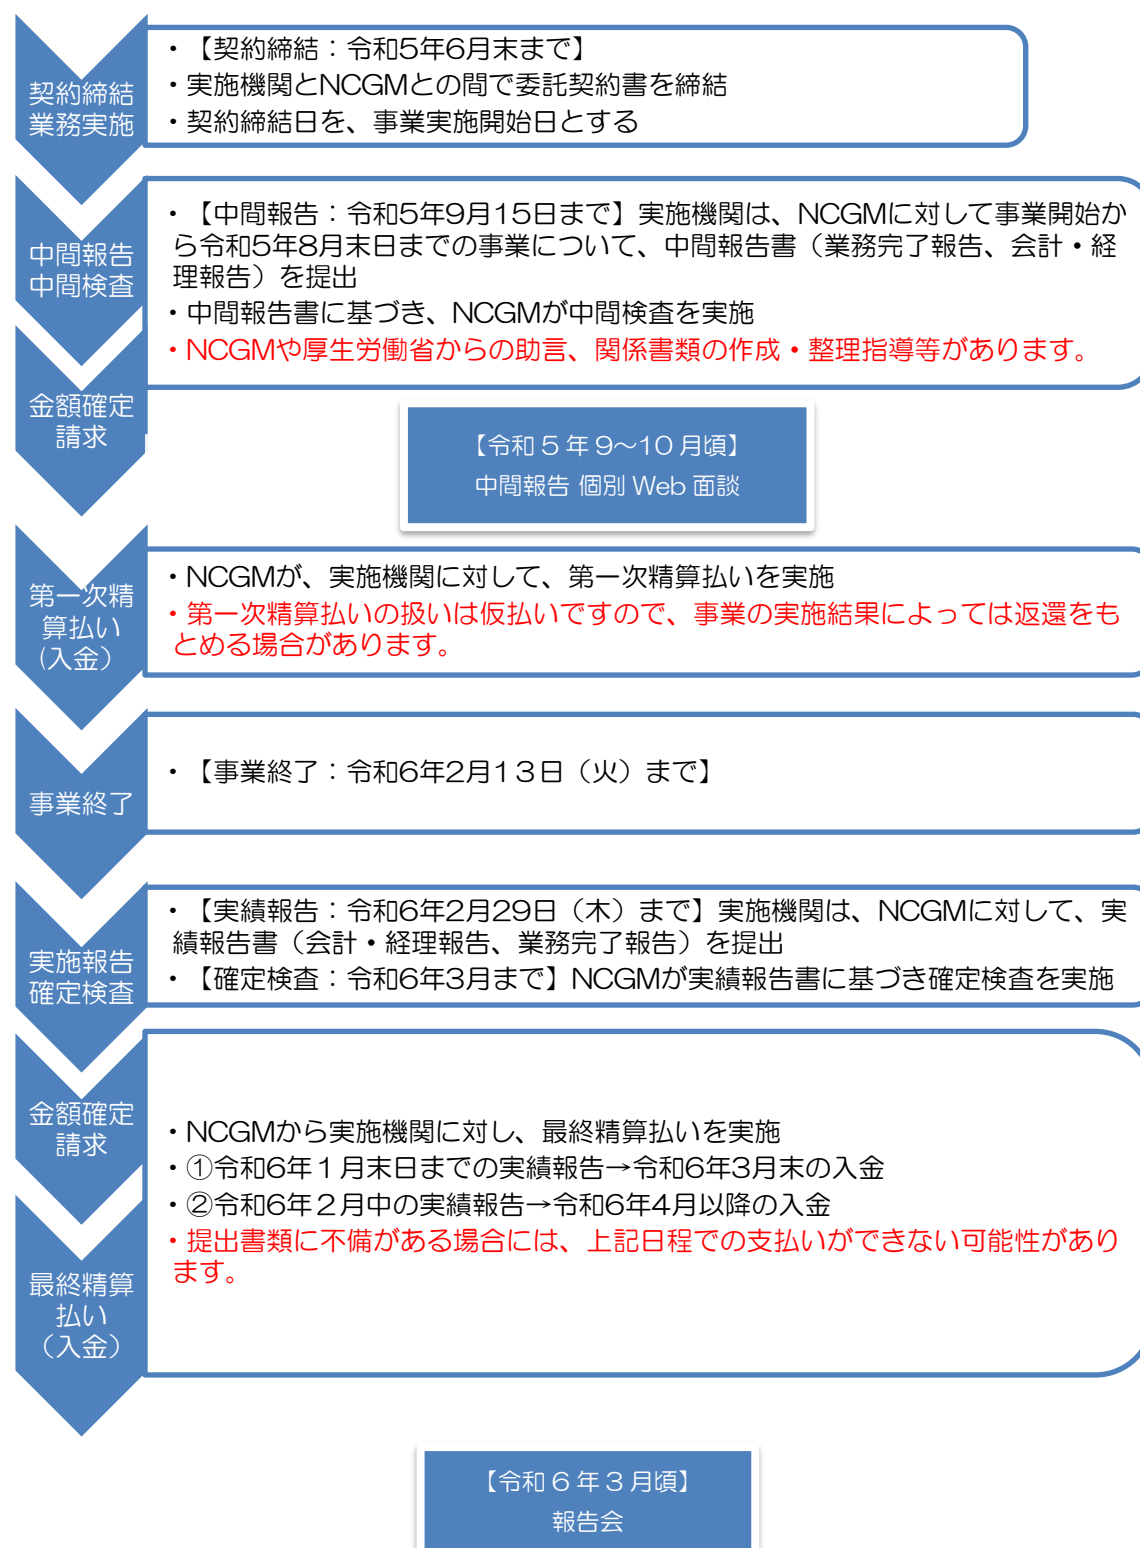 契約締結
業務実施
・【契約締結：令和5年6月末まで】
・実施機関とNCGMとの間で委託契約書を締結
・契約締結日を、事業実施開始日とする
中間報告
中間検査
・【中間報告：令和5年9月15日まで】実施機関は、NCGMに対して事業開始か
ら令和5年8月末日までの事業について、中間報告書（業務完了報告、会計・経
理報告）を提出
・中間報告書に基づき、NCGMが中間検査を実施
・NCGMや厚生労働省からの助言、関係書類の作成・整理指導等があります。
金額確定
請求
【令和５年９～10月頃】
中間報告 個別 Web 面談
第一次精
算払い
（入金）
・NCGMが、実施機関に対して、第一次精算払いを実施
・第一次精算払いの扱いは仮払いですので、事業の実施結果によっては返還をも
とめる場合があります。
事業終了
・【事業終了：令和6年2月１３日（火）まで】
実施報告
確定検査
・【実績報告：令和6年2月29日（木）まで】実施機関は、NCGMに対して、実
績報告書（会計・経理報告、業務完了報告）を提出
・【確定検査：令和6年3月まで】NCGMが実績報告書に基づき確定検査を実施
金額確定
請求
・NCGMから実施機関に対し、最終精算払いを実施
・①令和6年１月末日までの実績報告→令和6年3月末の入金
・②令和6年２月中の実績報告→令和6年4月以降の入金
・提出書類に不備がある場合には、上記日程での支払いができない可能性があり
ます。
最終精算
払い
（入金）
【令和６年３月頃】
報告会